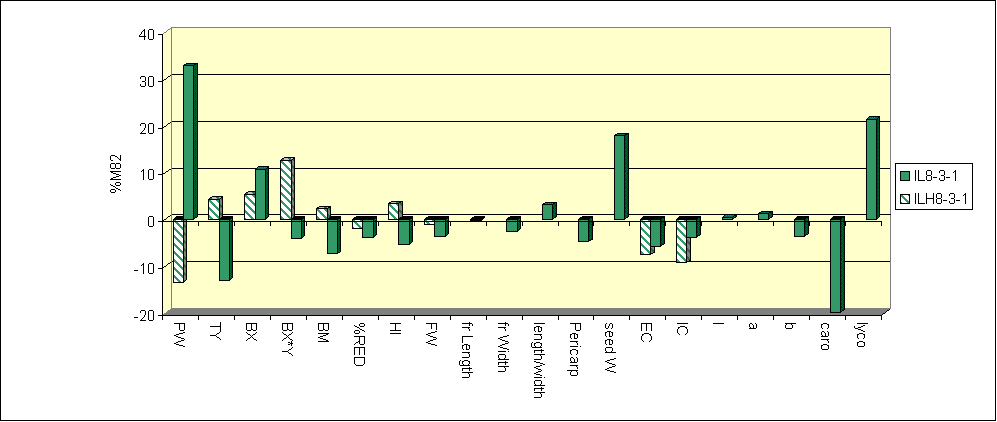 40
30
20
10
0
-10
-20
%M82
PW
TY
BX
BX*Y
BM
%RED
HI
FW
fr Length
fr Width
length/width
Pericarp
seed W
EC
IC
l
a
b
caro
lyco
IL8-3-1
ILH8-3-1